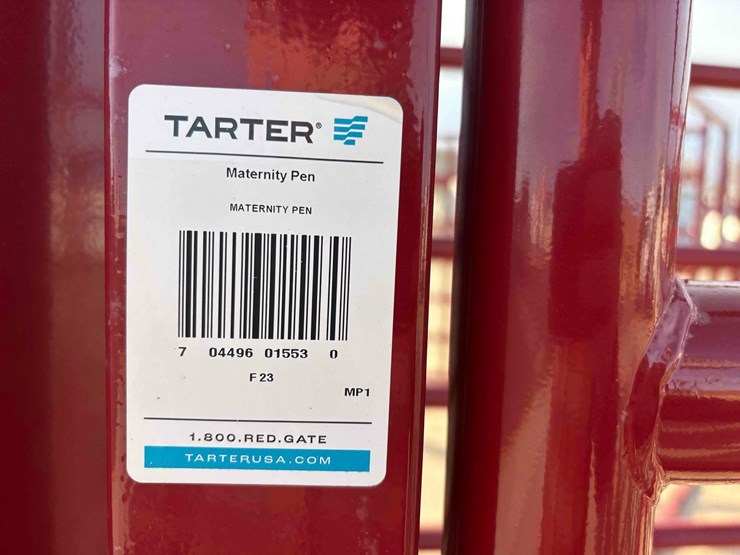 TARTER®
Maternity Pen
MATERNITY PEN
7 04496 01553 0
F 23
MP1
1.800.RED.GATE
TARTERUSA.COM